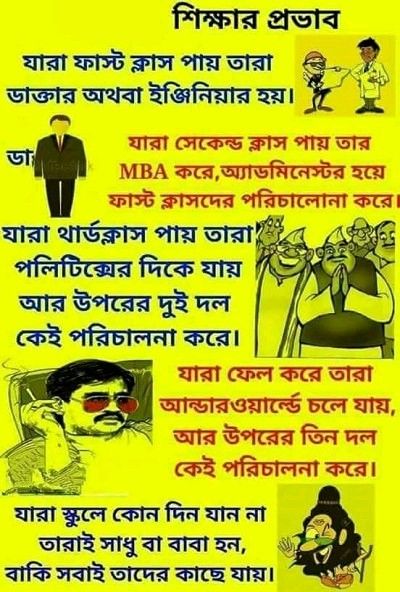 শিক্ষার প্রভাব
যারা ফাস্ট ক্লাস পায় তারা
ডাক্তার অথবা ইঞ্জিনিয়ার হয়।
ডা
যারা সেকেন্ড ক্লাস পায় তার
MBA করে,অ্যাডমিনেস্টর হয়ে
ফাস্ট ক্লাসদের পরিচালোনা করে।
যারা থার্ডক্লাস পায় তারা
পলিটিক্সের দিকে যায়
আর উপরের দুই দল
কেই পরিচালনা করে।
যারা ফেল করে তারা
আন্ডারওয়ার্ল্ডে চলে যায়,
আর উপরের তিন দল
কেই পরিচালনা করে।
যারা স্কুলে কোন দিন যান না
তারাই সাধু বা বাবা হন,
বাকি সবাই তাদের কাছে যায়।